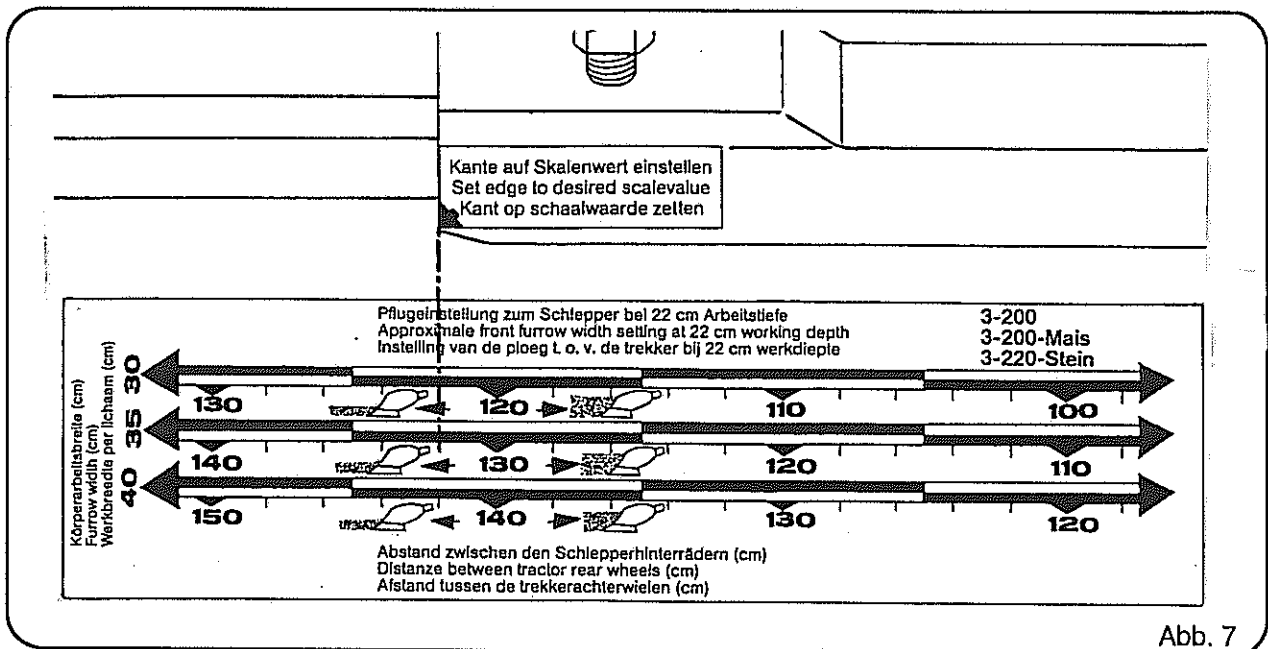 Kante auf Skalenwert einstellen
Set edge to desired scalevalue
Kant op schaalwaarde zetten
Pflugeinstellung zum Schlepper bei 22 cm Arbeitstiefe
Approximale front furrow width setting at 22 cm working depth
Instelling van de ploeg t. o. v. de trekker bij 22 cm werkdiepte
3-200
3-200-Mais
3-220-Stein
Körperarbeitsbreite (cm)
Furrow width (cm)
Werkbreedte per licham (cm)
30
130 120 110 100
35
140 130 120 110
40
150 140 130 120
Abstand zwischen den Schlepperhinterrädern (cm)
Distanze between tractor rear wheels (cm)
Afstand tussen de trekkerachterwielen (cm)
Abb. 7